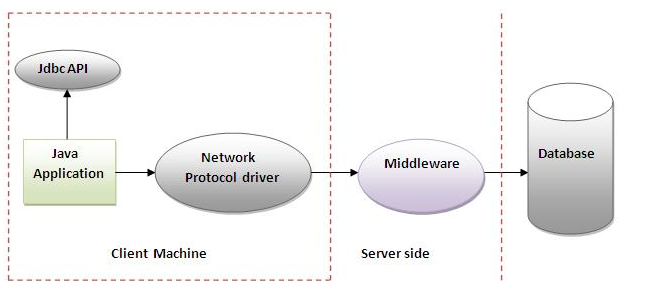 Jdbc API
Java
Application
Network
Protocol driver
Middleware
Database
Client Machine
Server side